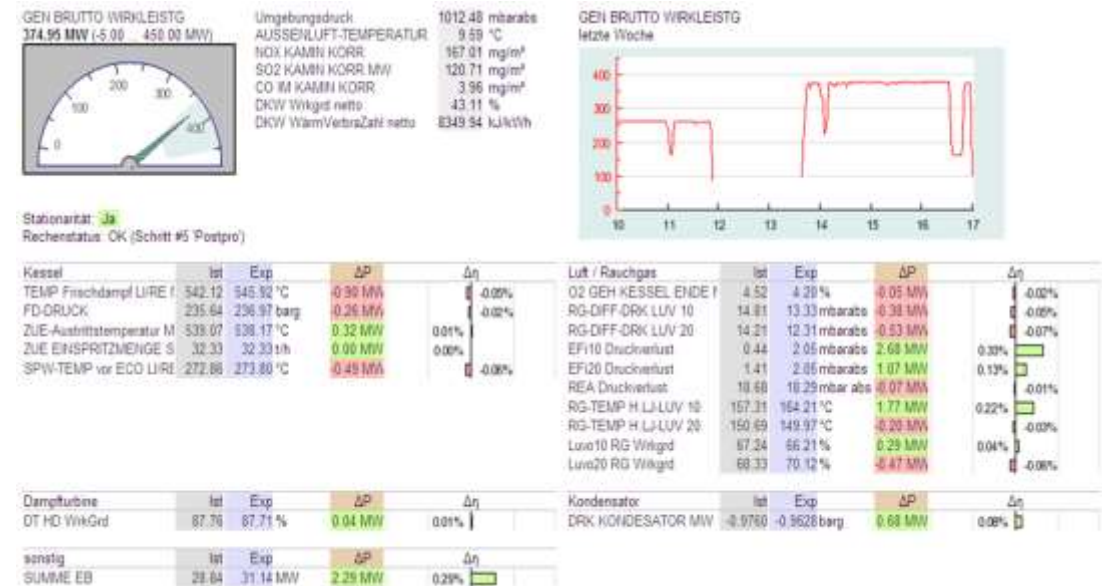 GEN BRUTTO WIRKLEISTG
374.95 MW (-5.00 ... 450.00 MW)
0
100
200
300
400
Umgebungsdruck 1012.48 mbarabs
AUSSENLUFT-TEMPERATUR 9.59 °C
NOX KAMIN KORR 167.01 mg/m³
SO2 KAMIN KORR MW 120.71 mg/m³
CO IM KAMIN KORR 3.96 mg/m³
DKW Wrkgrd netto 43.11 %
DKW WärmVerbraZahl netto 8349.94 kJ/kWh
GEN BRUTTO WIRKLEISTG
letzte Woche
400
300
200
100
0
10 11 12 13 14 15 16 17
Stationarität: Ja
Rechenstatus: OK (Schritt #5 'Postpro')
Kessel Ist Exp ΔP Δη
TEMP Frischdampf LI/RE 542.12 545.92 °C -0.90 MW -0.05%
FD-DRUCK 235.64 236.97 barg -0.26 MW -0.02%
ZUE-Austrittstemperatur M 539.07 538.17 °C 0.32 MW 0.01%
ZUE EINSPRITZMENGE S 32.33 32.33 t/h 0.00 MW 0.00%
SPW-TEMP vor ECO LI/RE 272.86 273.80 °C -0.49 MW -0.06%
Luft / Rauchgas Ist Exp ΔP Δη
O2 GEH KESSEL ENDE 4.52 4.20 % -0.05 MW -0.02%
RG-DIFF-DRK LUV 10 14.81 13.33 mbarabs -0.38 MW -0.05%
RG-DIFF-DRK LUV 20 14.21 12.31 mbarabs -0.53 MW -0.07%
EFi10 Druckverlust 0.44 2.05 mbarabs 2.68 MW 0.33%
EFi20 Druckverlust 1.41 2.05 mbarabs 1.07 MW 0.13%
REA Druckverlust 18.68 18.29 mbar abs -0.07 MW -0.01%
RG-TEMP H.LJ-LUV 10 157.31 164.21 °C 1.77 MW 0.22%
RG-TEMP H.LJ-LUV 20 150.69 149.97 °C -0.20 MW -0.03%
Luvo10 RG Wrkgrd 67.24 66.21 % 0.29 MW 0.04%
Luvo20 RG Wrkgrd 68.33 70.12 % -0.47 MW -0.06%
Dampfturbine Ist Exp ΔP Δη
DT HD WrkGrd 87.76 87.71 % 0.04 MW 0.01%
Kondensator Ist Exp ΔP Δη
DRK KONDESATOR MW -0.9760 -0.9628 barg 0.68 MW 0.08%
sonstig Ist Exp ΔP Δη
SUMME EB 28.84 31.14 MW 2.29 MW 0.29%